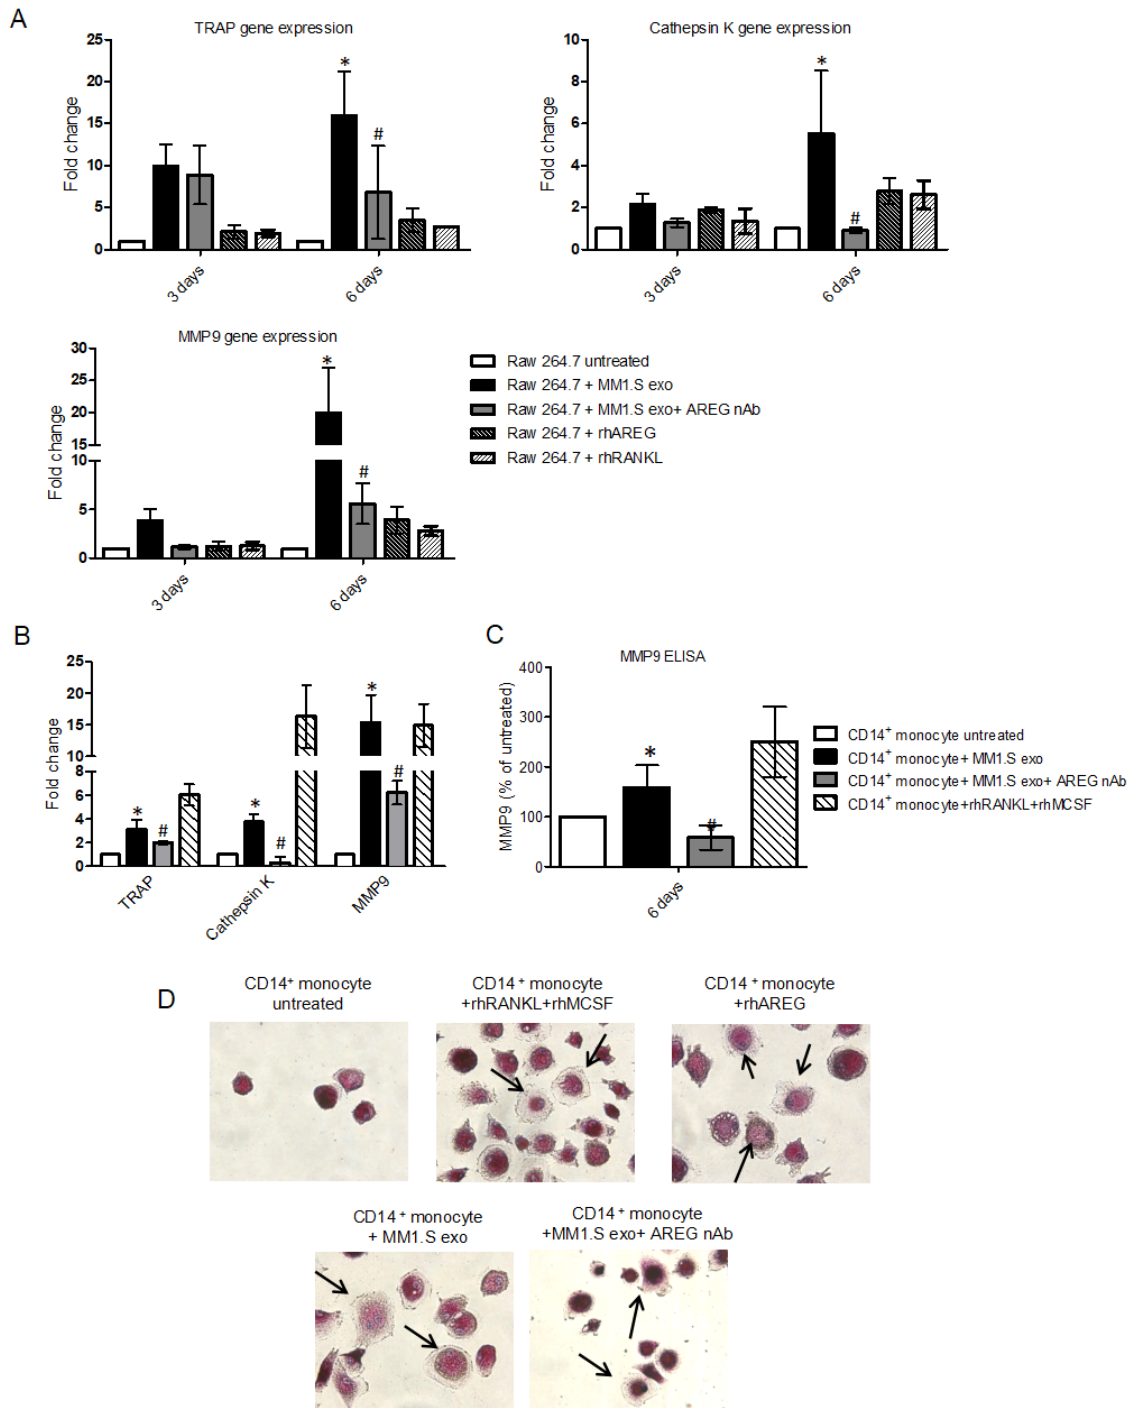 A
TRAP gene expression
Fold change
25
20
15
10
5
0
*
#
3 days
6 days
Cathepsin K gene expression
Fold change
10
8
6
4
2
0
*
#
3 days
6 days
MMP9 gene expression
Fold change
30
25
20
15
10
5
0
*
#
3 days
6 days
Raw 264.7 untreated
Raw 264.7 + MM1.S exo
Raw 264.7 + MM1.S exo+ AREG nAb
Raw 264.7 + rhAREG
Raw 264.7 + rhRANKL
B
Fold change
25
20
15
10
8
6
4
2
0
*
#
*
#
*
#
TRAP
Cathepsin K
MMP9
C
MMP9 ELISA
MMP9 (% of untreated)
400
300
200
100
0
*
#
6 days
CD14+ monocyte untreated
CD14+ monocyte+ MM1.S exo
CD14+ monocyte+ MM1.S exo+ AREG nAb
CD14+ monocyte+rhRANKL+rhMCSF
D
CD14+ monocyte
untreated
CD14 + monocyte
+rhRANKL+rhMCSF
CD14 + monocyte
+rhAREG
CD14 + monocyte
+ MM1.S exo
CD14 + monocyte
+MM1.S exo+ AREG nAb